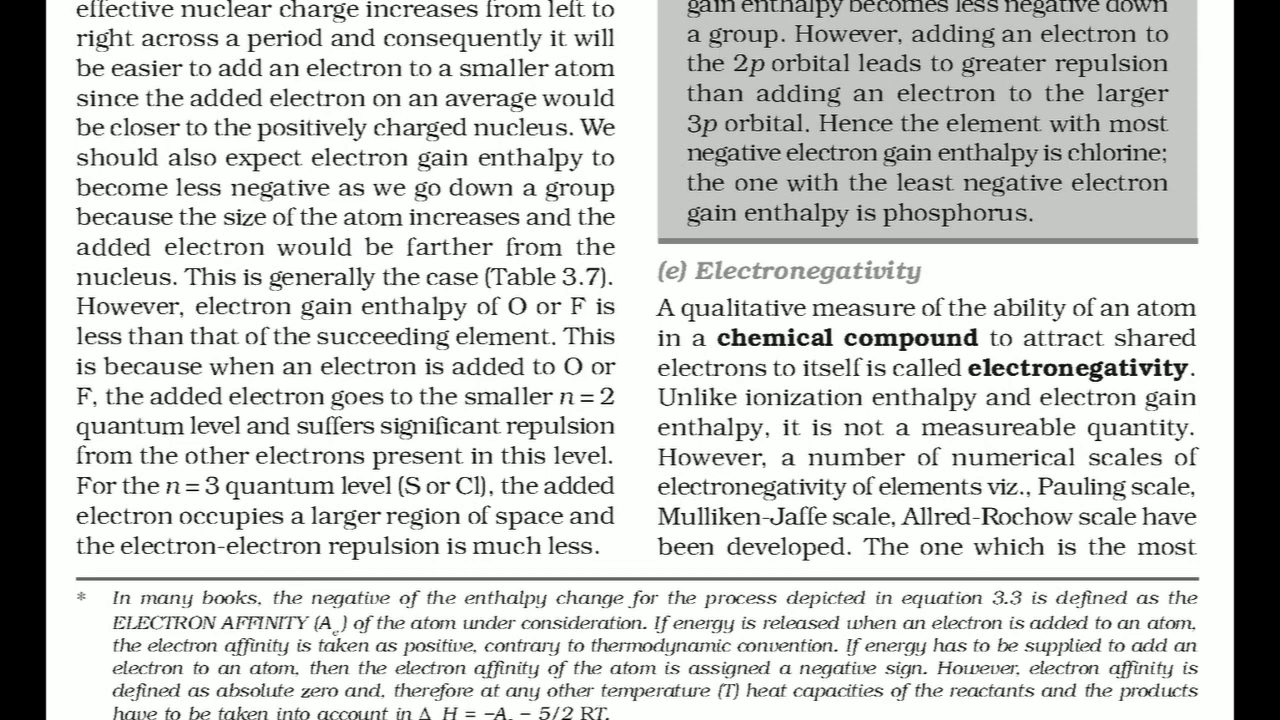 effective nuclear charge increases from left to
right across a period and consequently it will
be easier to add an electron to a smaller atom
since the added electron on an average would
be closer to the positively charged nucleus. We
should also expect electron gain enthalpy to
become less negative as we go down a group
because the size of the atom increases and the
added electron would be farther from the
nucleus. This is generally the case (Table 3.7).
However, electron gain enthalpy of O or F is
less than that of the succeeding element. This
is because when an electron is added to O or
F, the added electron goes to the smaller n = 2
quantum level and suffers significant repulsion
from the other electrons present in this level.
For the n = 3 quantum level (S or Cl), the added
electron occupies a larger region of space and
the electron-electron repulsion is much less.
gain enthalpy becomes less negative down
a group. However, adding an electron to
the 2p orbital leads to greater repulsion
than adding an electron to the larger
3p orbital. Hence the element with most
negative electron gain enthalpy is chlorine;
the one with the least negative electron
gain enthalpy is phosphorus.
(e) Electronegativity
A qualitative measure of the ability of an atom
in a chemical compound to attract shared
electrons to itself is called electronegativity.
Unlike ionization enthalpy and electron gain
enthalpy, it is not a measureable quantity.
However, a number of numerical scales of
electronegativity of elements viz., Pauling scale,
Mulliken-Jaffe scale, Allred-Rochow scale have
been developed. The one which is the most
* In many books, the negative of the enthalpy change for the process depicted in equation 3.3 is defined as the
ELECTRON AFFINITY (Ae) of the atom under consideration. If energy is released when an electron is added to an atom,
the electron affinity is taken as positive, contrary to thermodynamic convention. If energy has to be supplied to add an
electron to an atom, then the electron affinity of the atom is assigned a negative sign. However, electron affinity is
defined as absolute zero and, therefore at any other temperature (T) heat capacities of the reactants and the products
have to be taken into account in Δ H = –A – 5/2 RT.